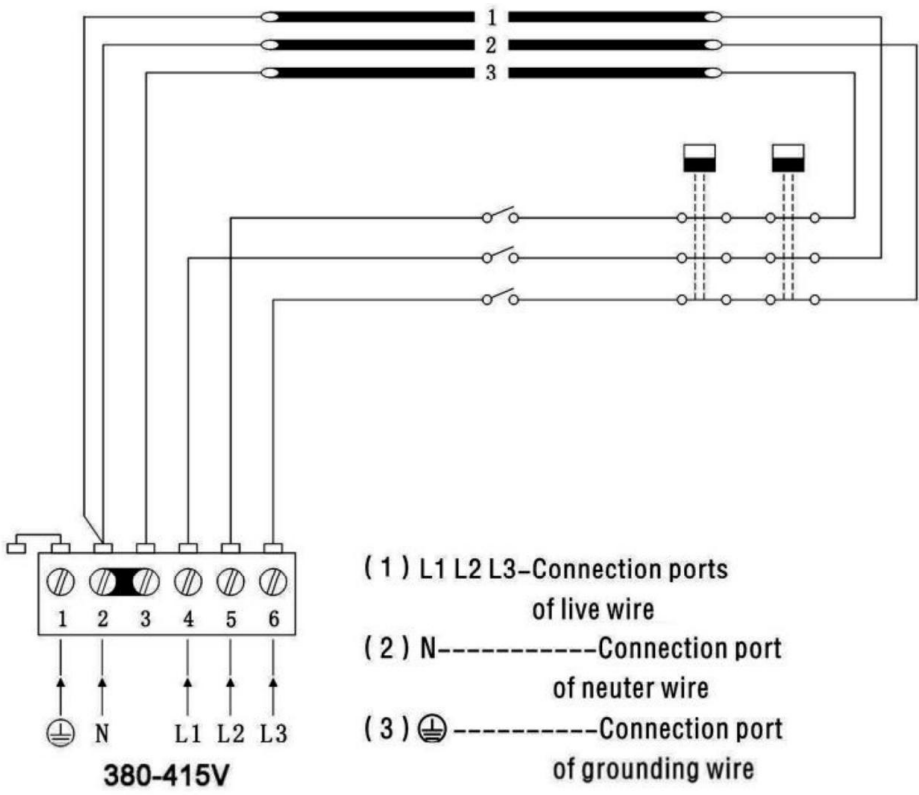 1
2
3
1 2 3 4 5 6
⏚ N L1 L2 L3
380-415V
(1) L1 L2 L3-Connection ports
of live wire
(2) N-----------Connection port
of neuter wire
(3) ⏚ ----------Connection port
of grounding wire